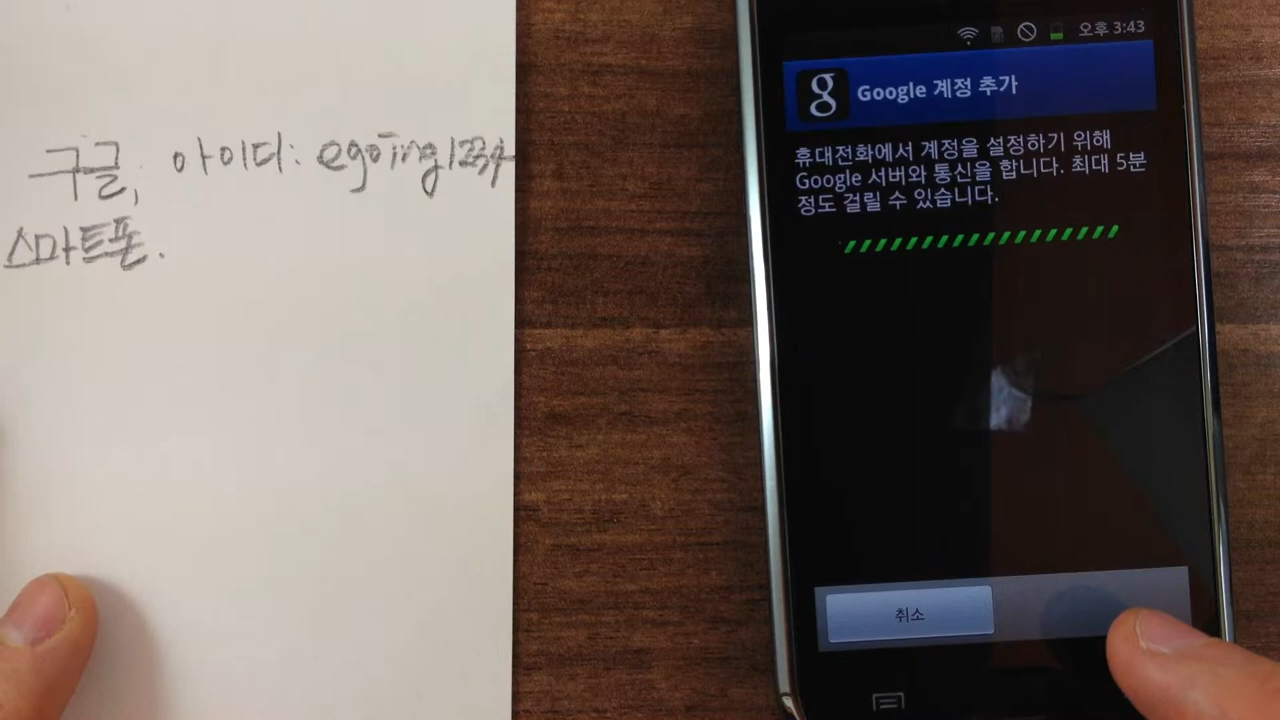 구글, 아이디: egoing1234
스마트폰.
오후 3:43
g Google 계정 추가
휴대전화에서 계정을 설정하기 위해
Google 서버와 통신을 합니다. 최대 5분
정도 걸릴 수 있습니다.
취소